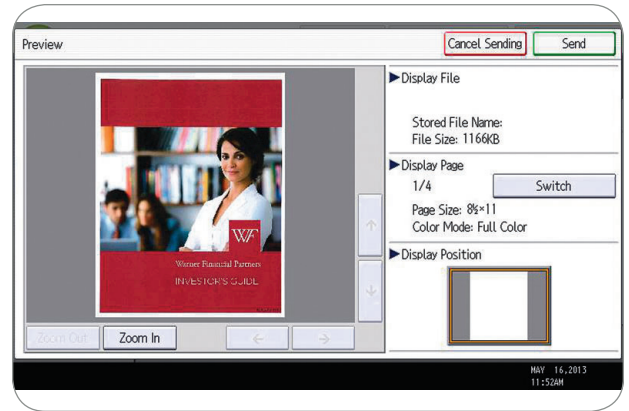 Preview
Cancel Sending
Send
▶Display File
Stored File Name:
File Size: 1166KB
▶Display Page
1/4
Switch
Page Size: 8½×11
Color Mode: Full Color
▶Display Position
WF
Warner Financial Partners
INVESTOR'S GUIDE
Zoom Out
Zoom In
MAY 16,2013
11:52AM